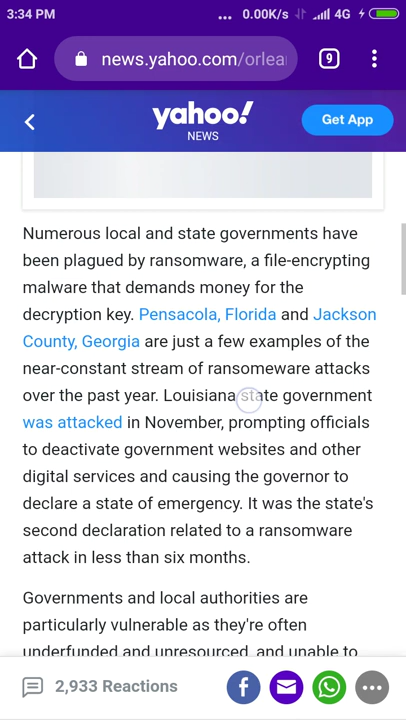 3:34 PM ... 0.00K/s 4G
news.yahoo.com/orlea 9
yahoo!
NEWS
Get App
Numerous local and state governments have
been plagued by ransomware, a file-encrypting
malware that demands money for the
decryption key. Pensacola, Florida and Jackson
County, Georgia are just a few examples of the
near-constant stream of ransomeware attacks
over the past year. Louisiana state government
was attacked in November, prompting officials
to deactivate government websites and other
digital services and causing the governor to
declare a state of emergency. It was the state's
second declaration related to a ransomware
attack in less than six months.
Governments and local authorities are
particularly vulnerable as they're often
underfunded and unresourced, and unable to
2,933 Reactions